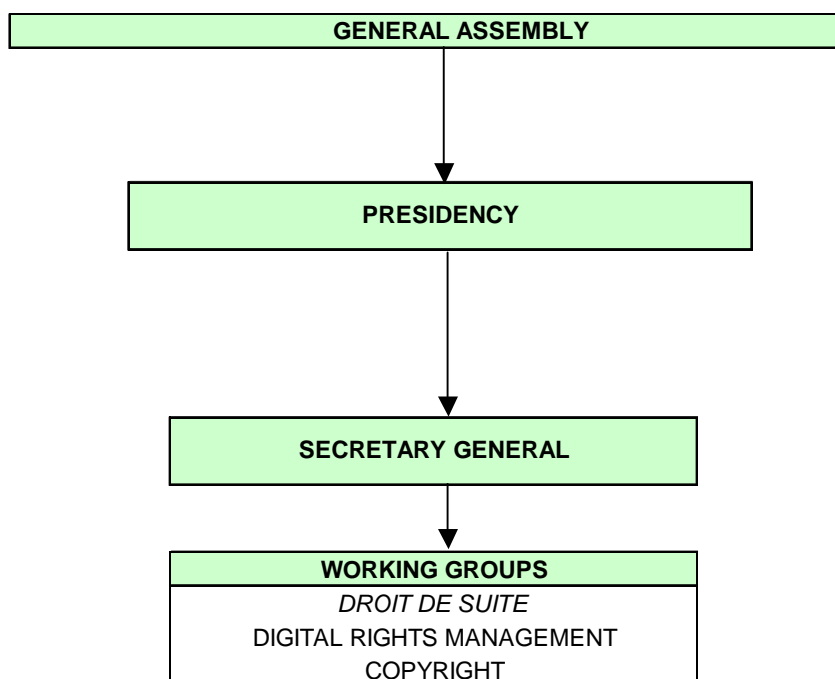 GENERAL ASSEMBLY
PRESIDENCY
SECRETARY GENERAL
WORKING GROUPS
DROIT DE SUITE
DIGITAL RIGHTS MANAGEMENT
COPYRIGHT